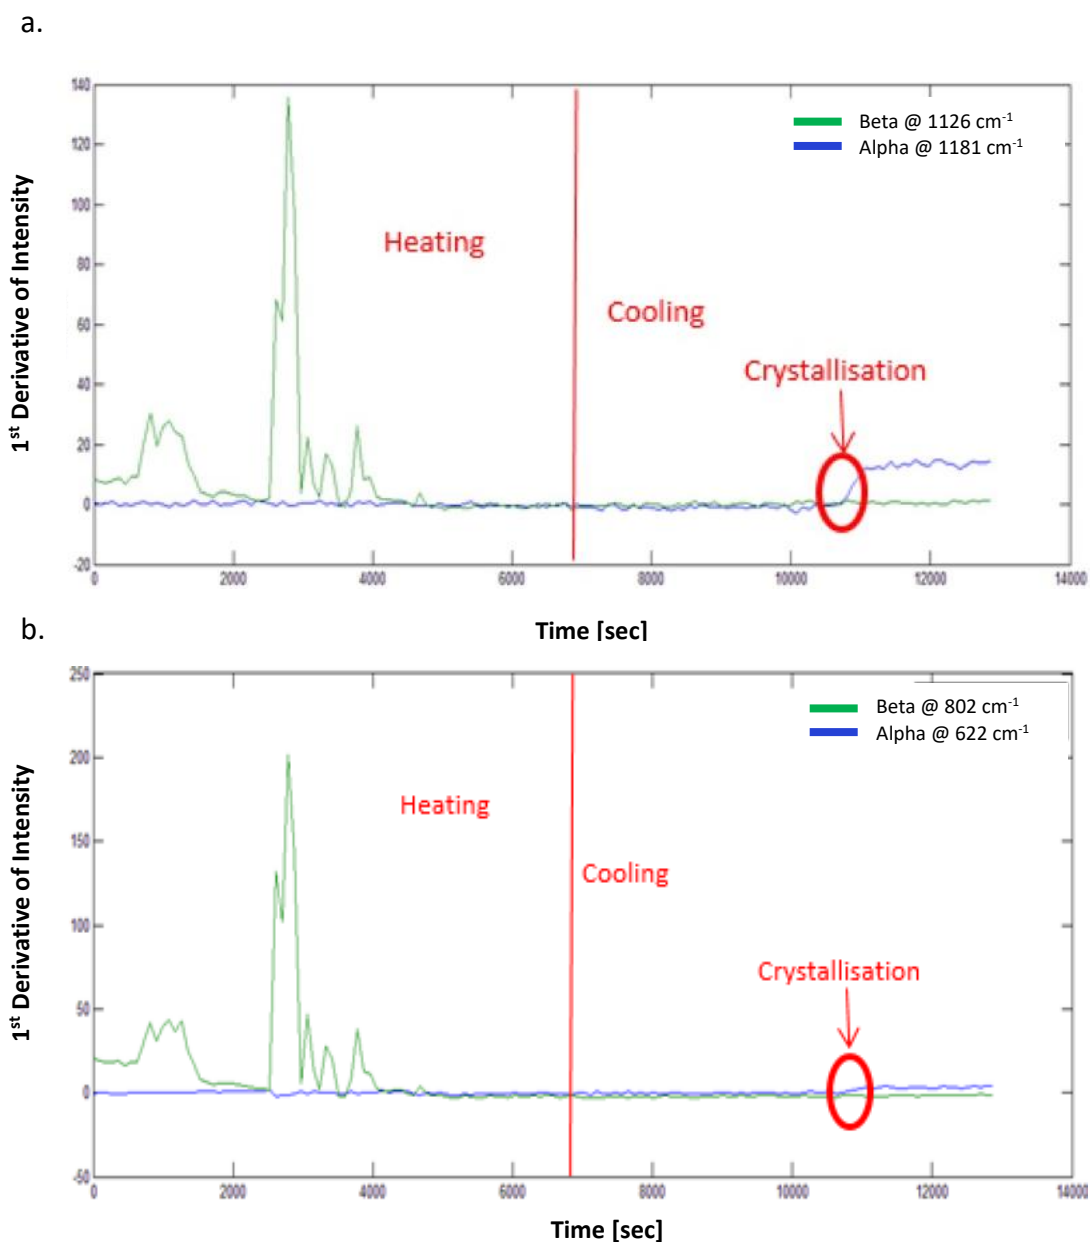 a.
140
120
100
80
60
40
20
0
-20
1st Derivative of Intensity
Beta @ 1126 cm-1
Alpha @ 1181 cm-1
Heating
Cooling
Crystallisation
0 2000 4000 6000 8000 10000 12000 14000
Time [sec]
b.
250
200
150
100
50
0
-50
1st Derivative of Intensity
Beta @ 802 cm-1
Alpha @ 622 cm-1
Heating
Cooling
Crystallisation
0 2000 4000 6000 8000 10000 12000 14000
Time [sec]